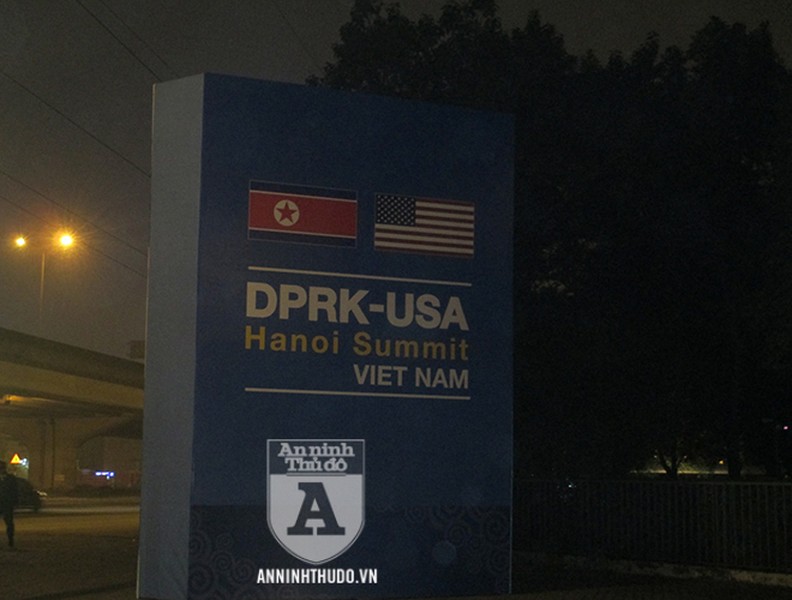 DPRK-USA
Hanoi Summit
VIET NAM
An ninh
Thủ đô
A
ANNINHTHUDO.VN